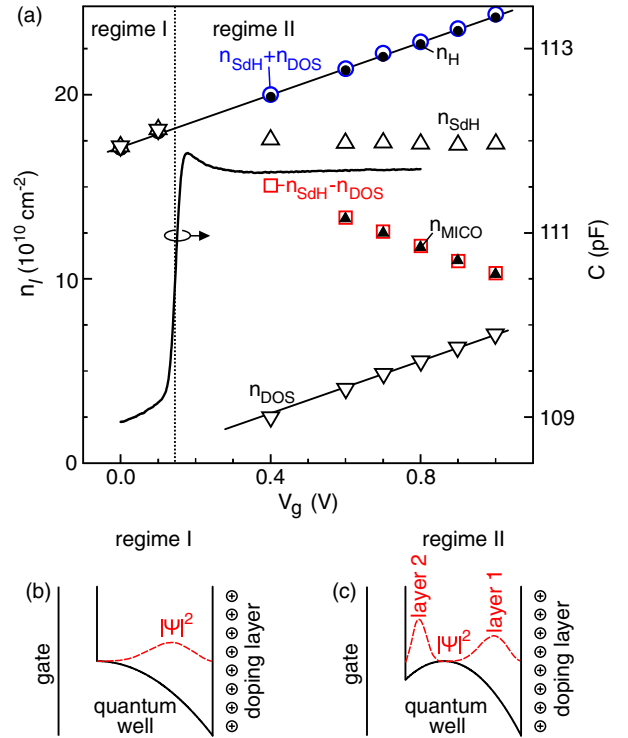 (a)
regime I
regime II
n_SdH+n_DOS
n_H
n_SdH
n_SdH-n_DOS
n_MICO
n_DOS
n_l (10^10 cm^-2)
20
10
0
C (pF)
113
111
109
0.0
0.4
0.8
V_g (V)
regime I
regime II
(b)
gate
|Ψ|^2
quantum
well
doping layer
(c)
gate
layer 2
|Ψ|^2
layer 1
quantum
well
doping layer